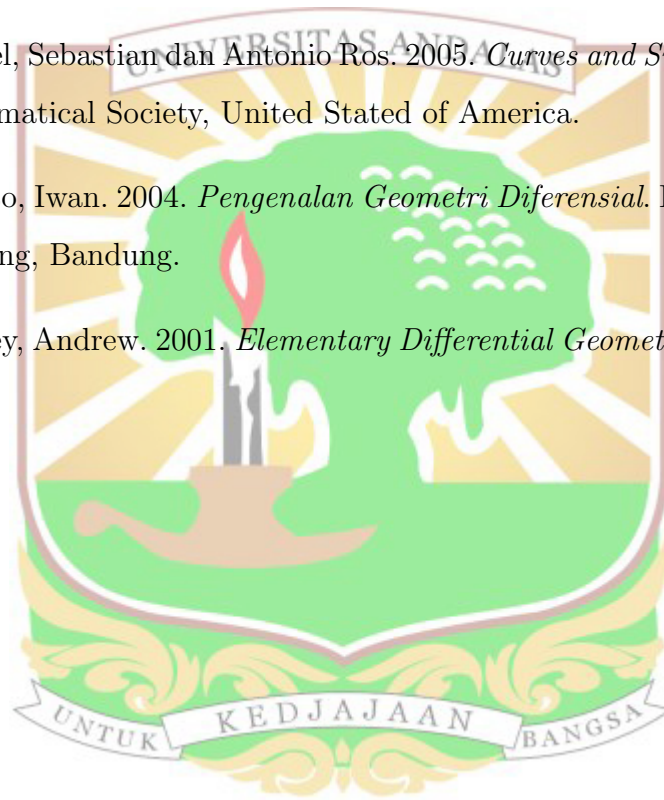 UNIVERSITAS ANDALAS
el, Sebastian dan Antonio Ros. 2005. Curves and S
matical Society, United Stated of America.
o, Iwan. 2004. Pengenalan Geometri Diferensial.
ng, Bandung.
ey, Andrew. 2001. Elementary Differential Geomet
UNTUK KEDJAJAAN BANGSA